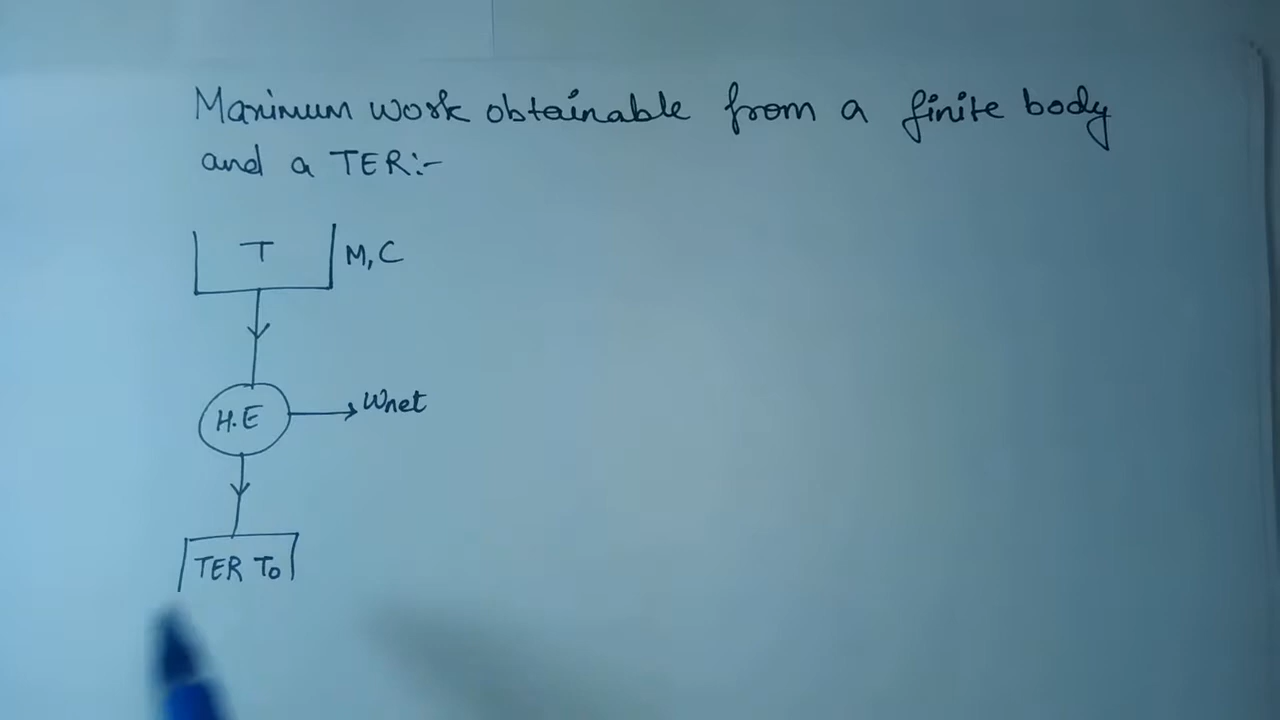 Maximum work obtainable from a finite body
and a TER:-
T
M, C
H.E
Wnet
TER To